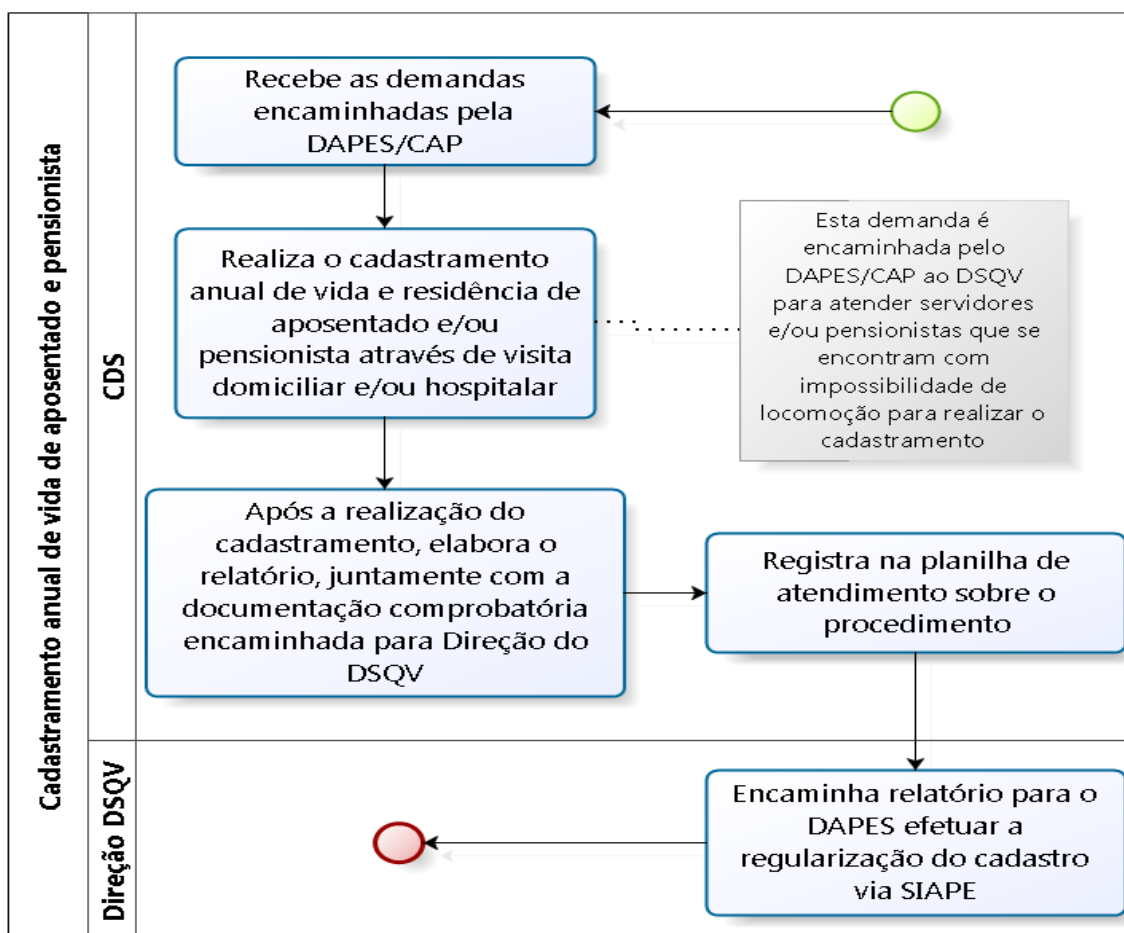 Cadastramento anual de vida de aposentado e pensionista
CDS
Recebe as demandas
encaminhadas pela
DAPES/CAP
Realiza o cadastramento
anual de vida e residência de
aposentado e/ou
pensionista através de visita
domiciliar e/ou hospitalar
Esta demanda é
encaminhada pelo
DAPES/CAP ao DSQV
para atender servidores
e/ou pensionistas que se
encontram com
impossibilidade de
locomoção para realizar o
cadastramento
Após a realização do
cadastramento, elabora o
relatório, juntamente com a
documentação comprobatória
encaminhada para Direção do
DSQV
Registra na planilha de
atendimento sobre o
procedimento
Direção DSQV
Encaminha relatório para o
DAPES efetuar a
regularização do cadastro
via SIAPE